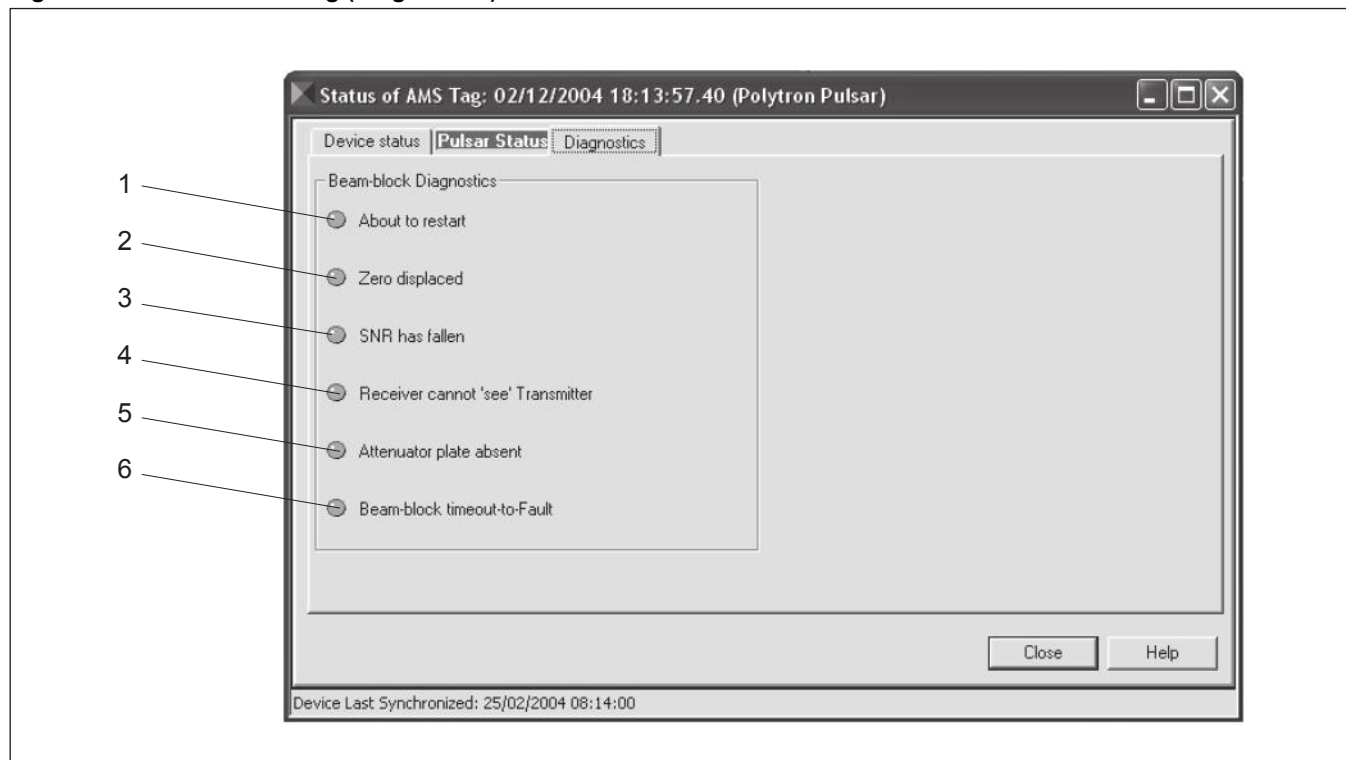 Status of AMS Tag: 02/12/2004 18:13:57.40 (Polytron Pulsar)
Device status Pulsar Status Diagnostics
Beam-block Diagnostics
1 About to restart
2 Zero displaced
3 SNR has fallen
4 Receiver cannot 'see' Transmitter
5 Attenuator plate absent
6 Beam-block timeout-to-Fault
Close Help
Device Last Synchronized: 25/02/2004 08:14:00